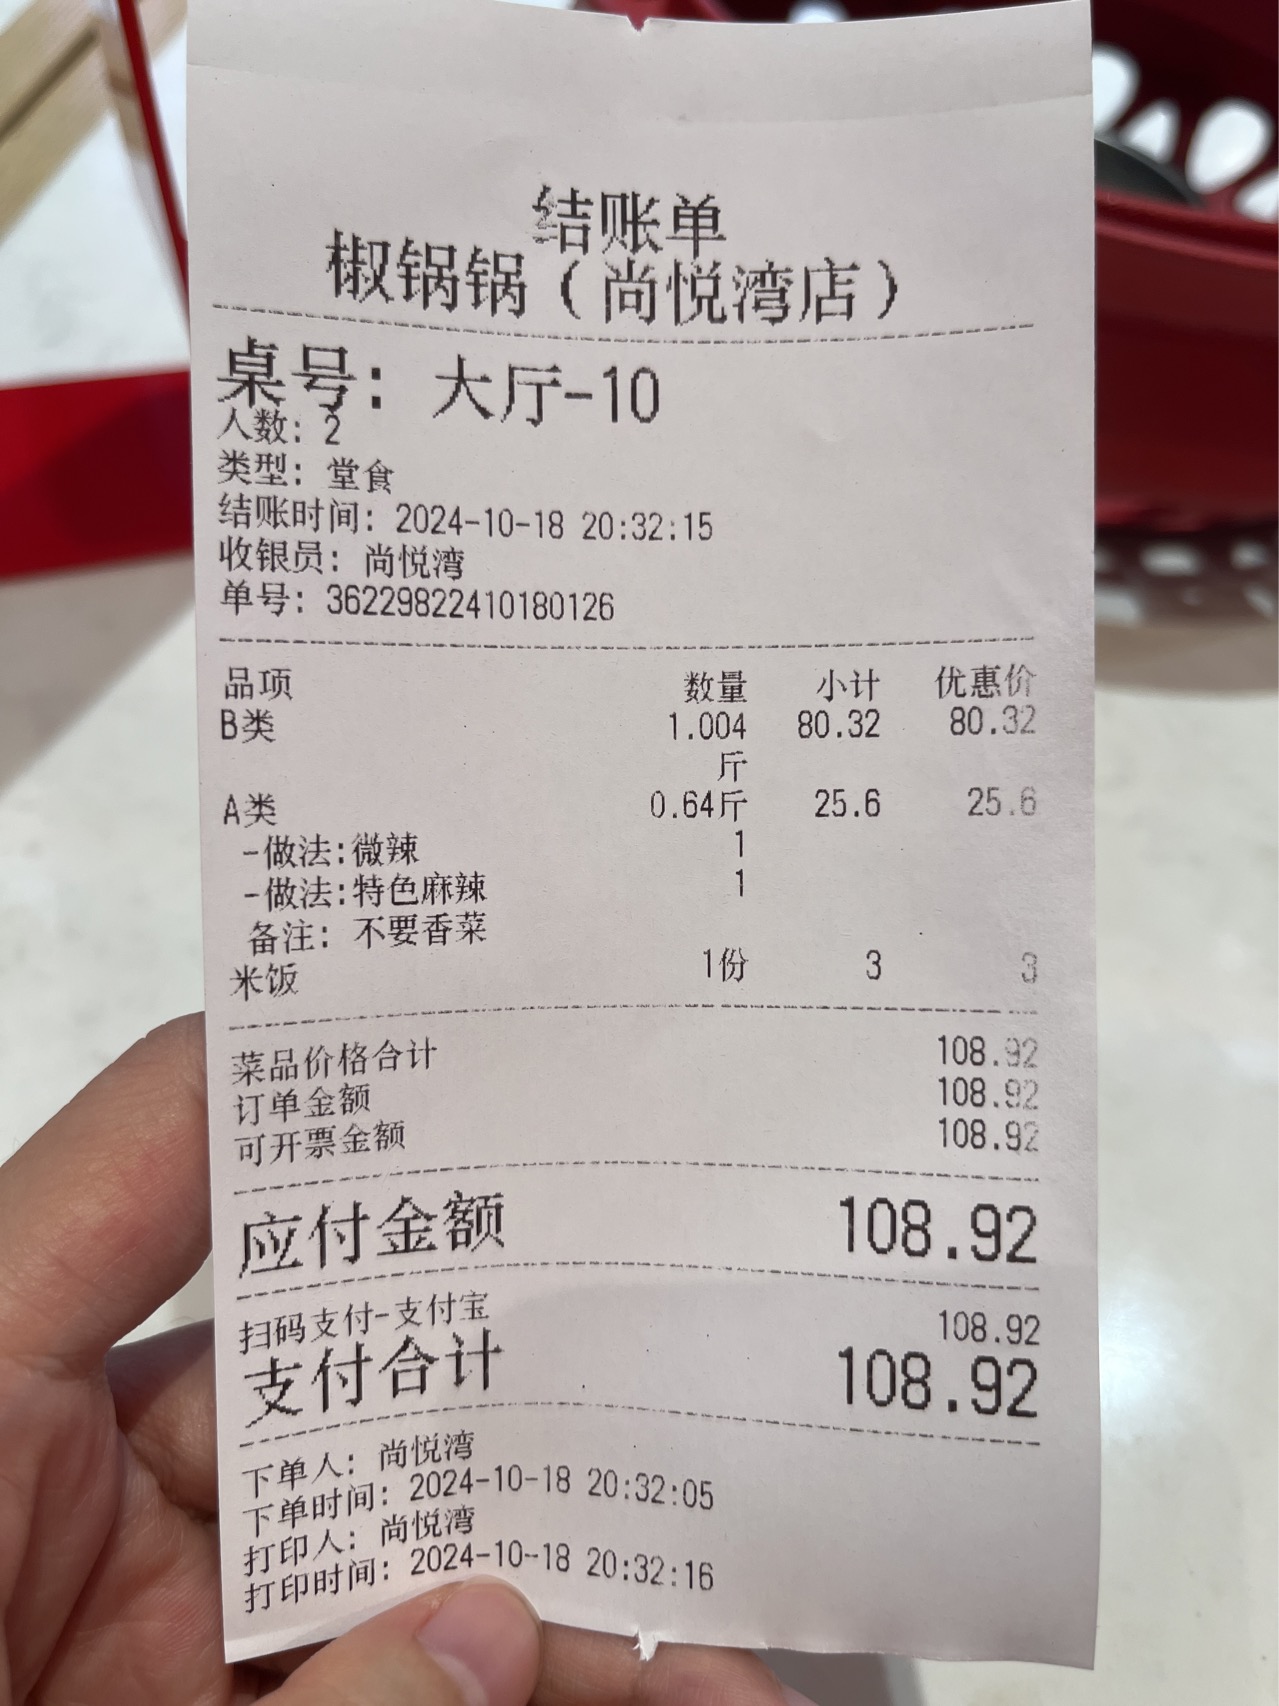 结账单
椒锅锅（尚悦湾店）
桌号：大厅-10
人数：2
类型：堂食
结账时间：2024-10-18 20:32:15
收银员：尚悦湾
单号：36229822410180126
品项 数量 小计 优惠价
B类 1.004 80.32 80.32
斤
A类 0.64斤 25.6 25.6
-做法:微辣 1
-做法:特色麻辣 1
备注：不要香菜
米饭 1份 3 3
菜品价格合计 108.92
订单金额 108.92
可开票金额 108.92
应付金额 108.92
扫码支付-支付宝 108.92
支付合计 108.92
下单人：尚悦湾
下单时间：2024-10-18 20:32:05
打印人：尚悦湾
打印时间：2024-10-18 20:32:16